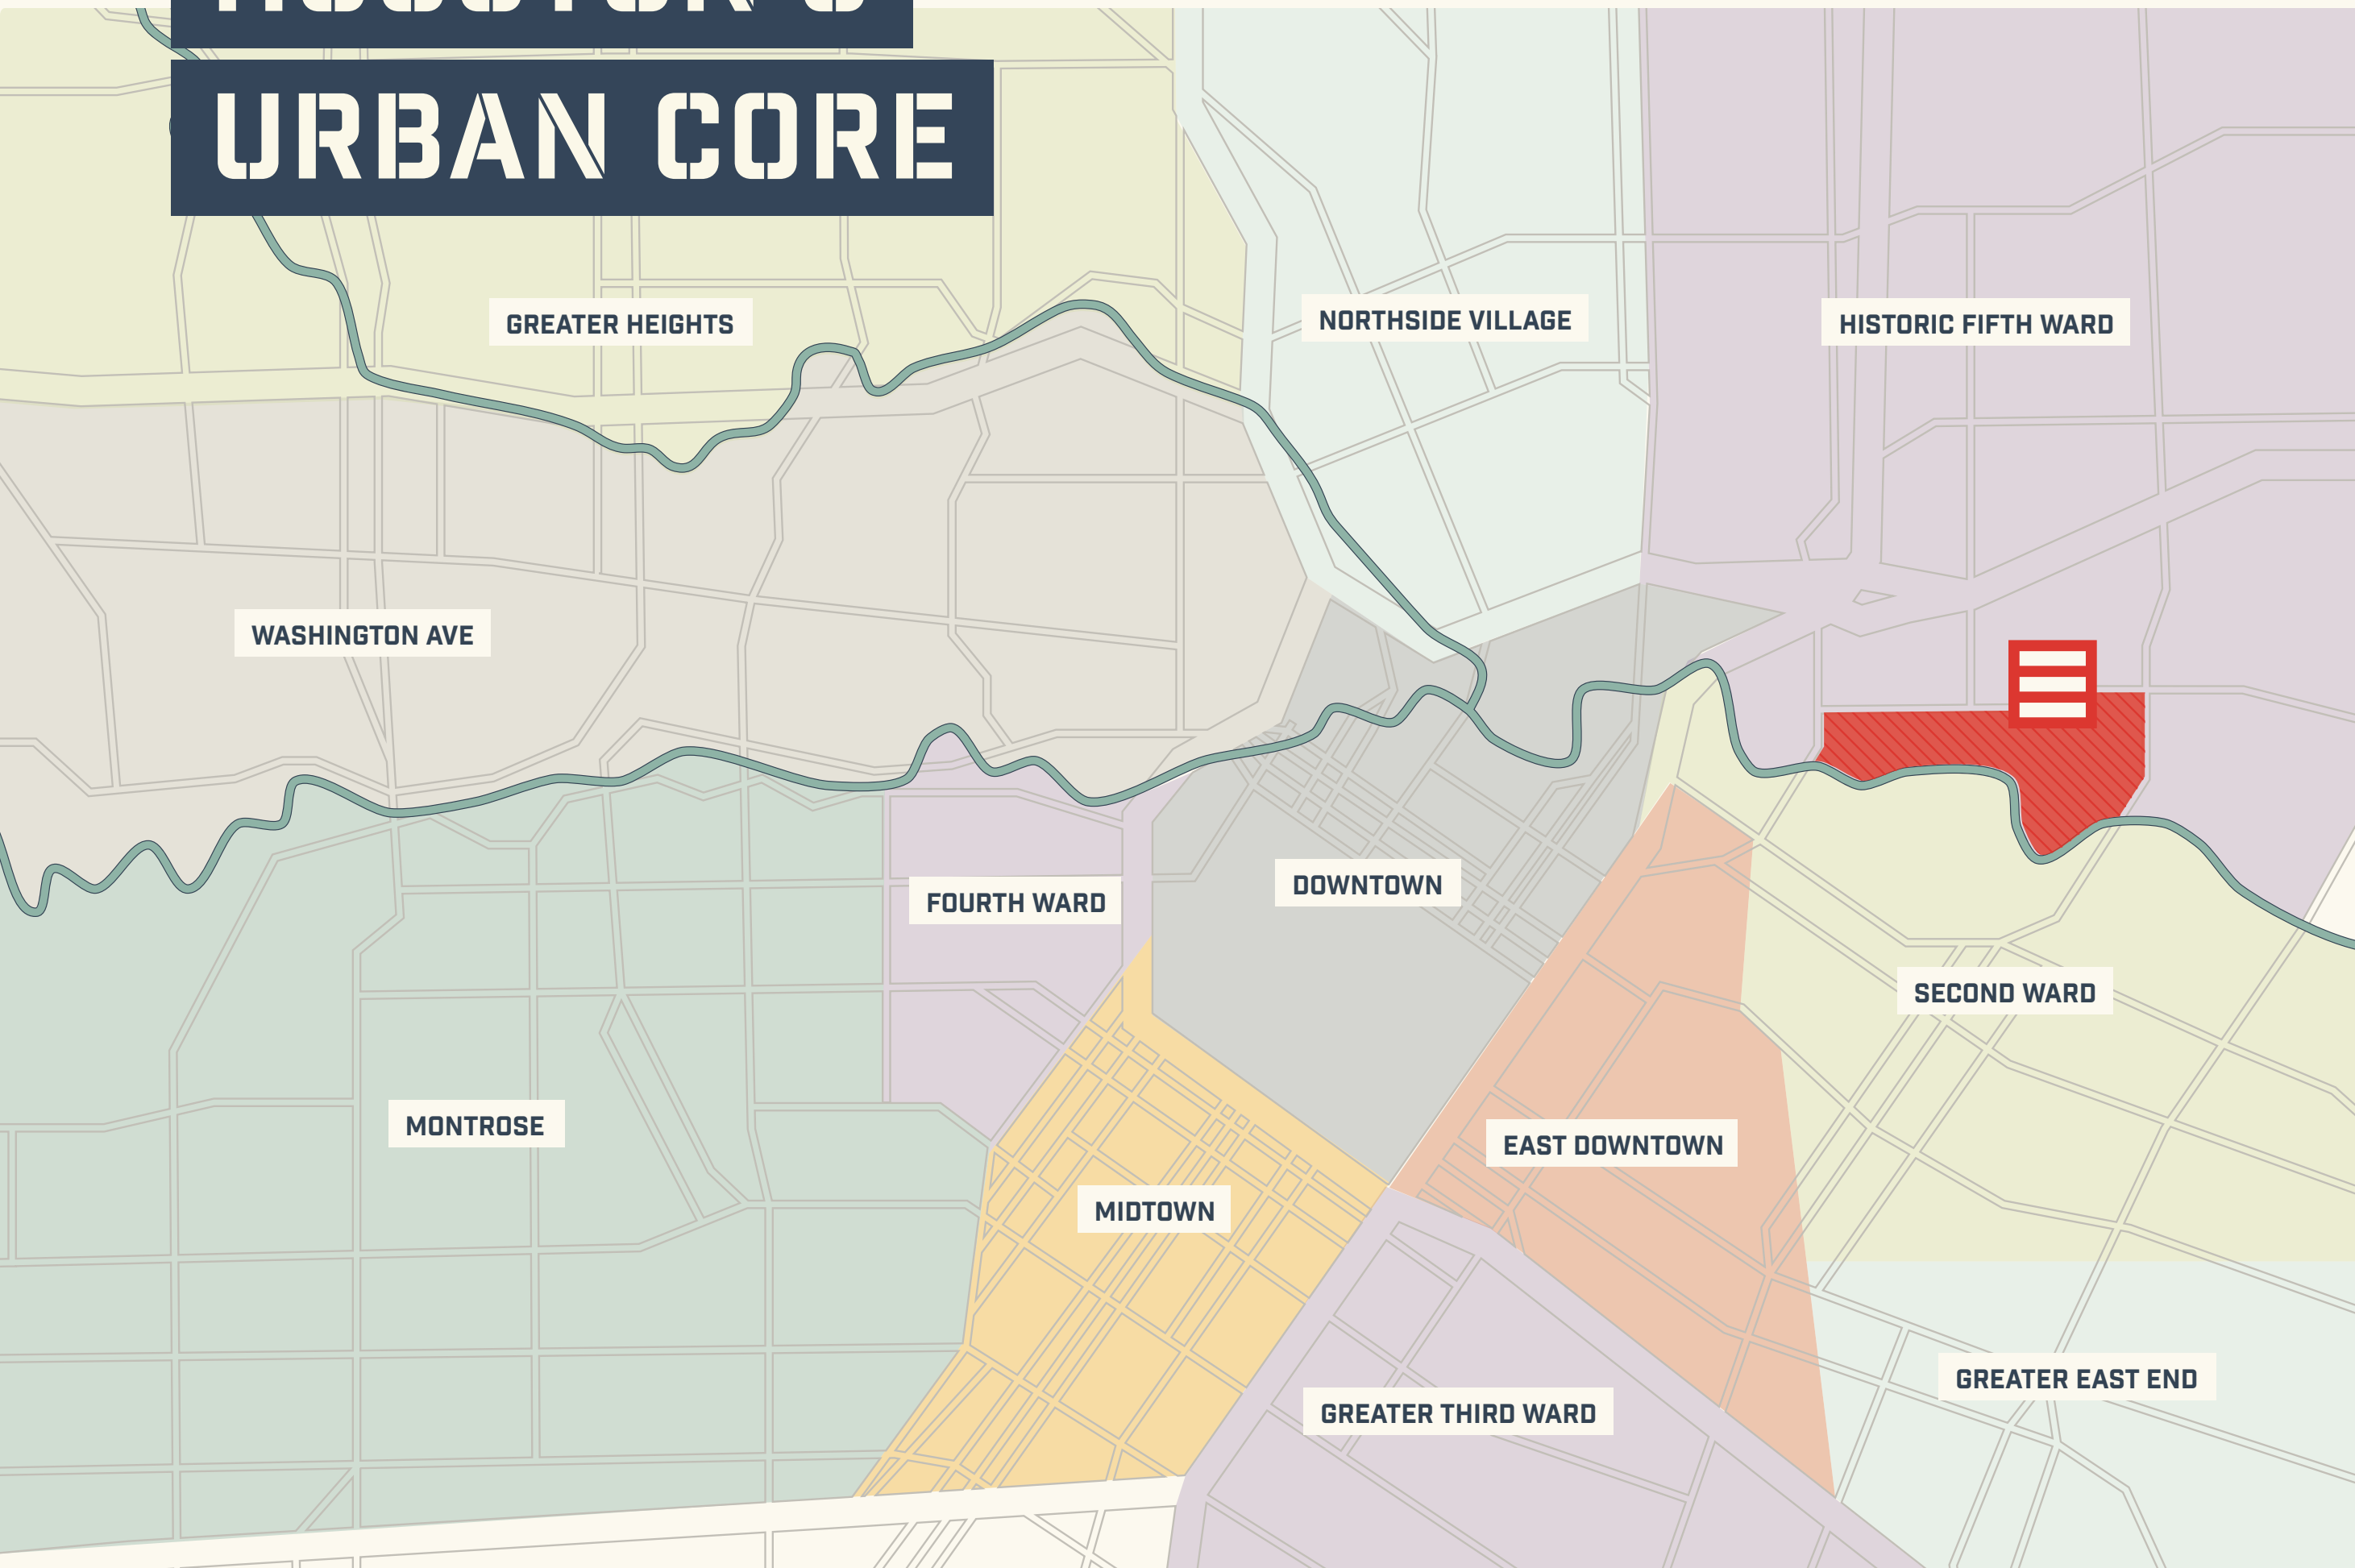 HOUSTON'S
URBAN CORE
GREATER HEIGHTS
NORTHSIDE VILLAGE
HISTORIC FIFTH WARD
WASHINGTON AVE
FOURTH WARD
DOWNTOWN
SECOND WARD
MONTROSE
EAST DOWNTOWN
MIDTOWN
GREATER EAST END
GREATER THIRD WARD